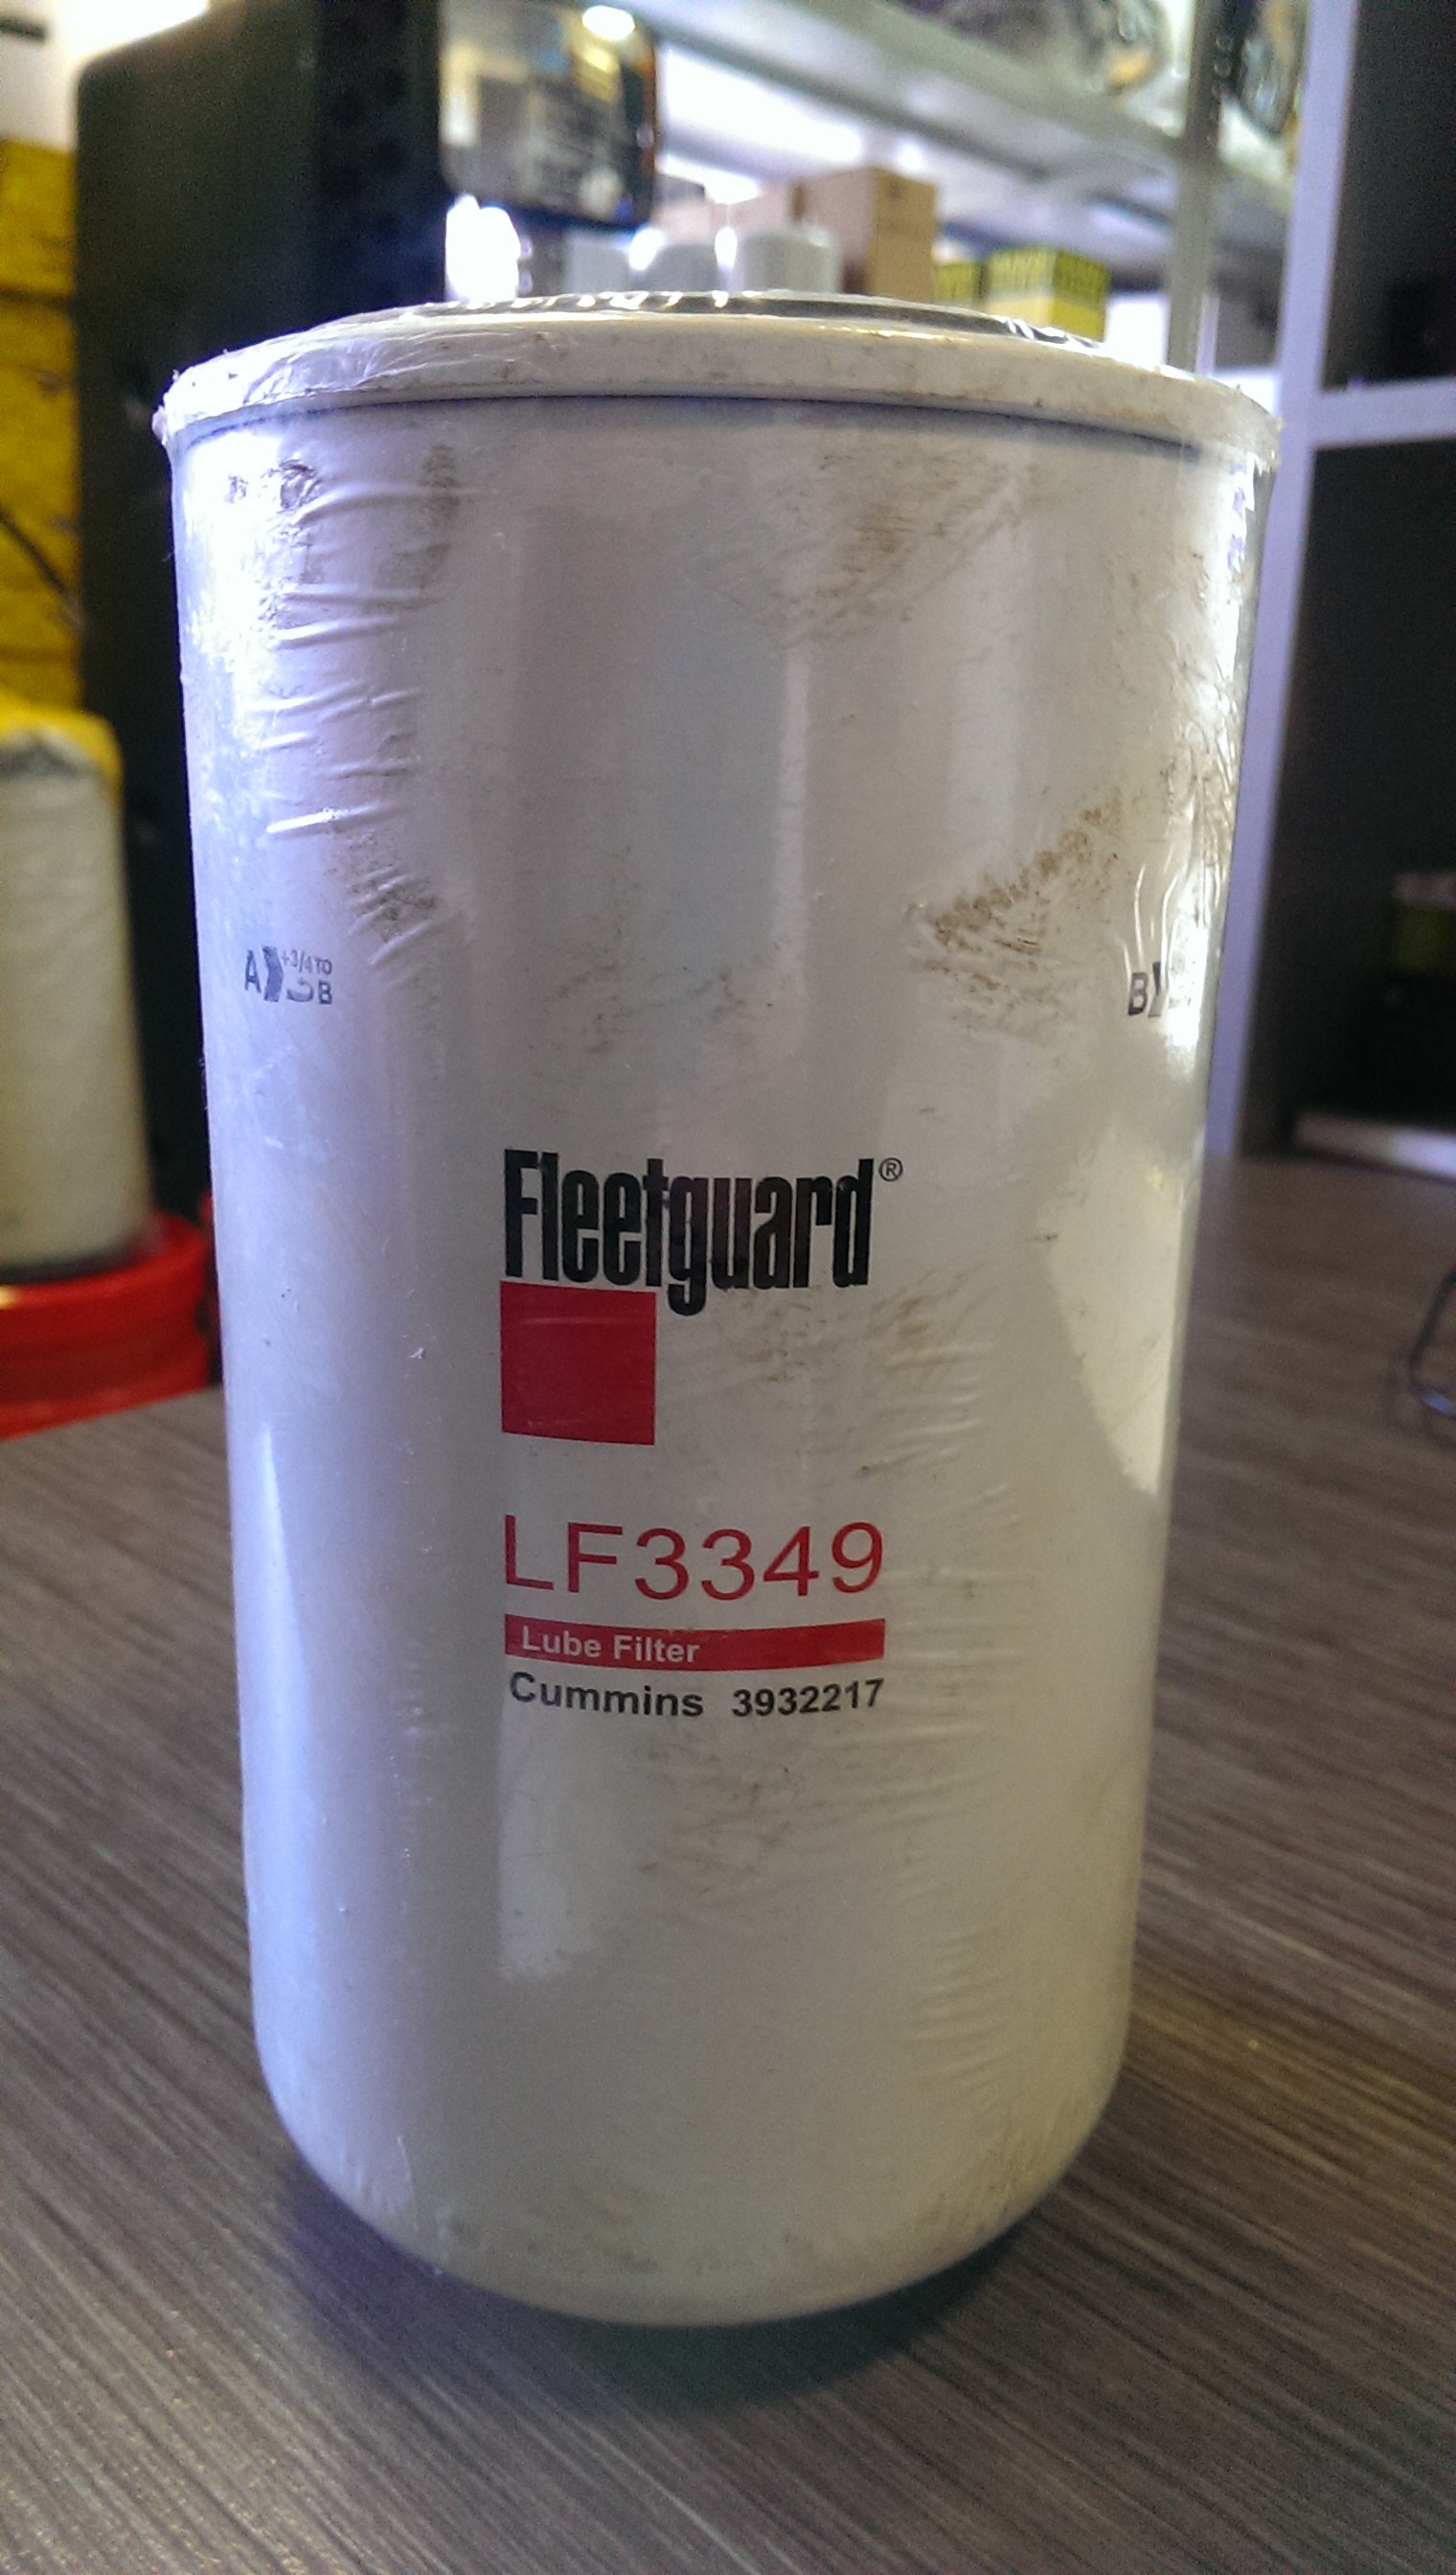 A +3/4 TO
B
B
Fleetguard®
LF3349
Lube Filter
Cummins 3932217